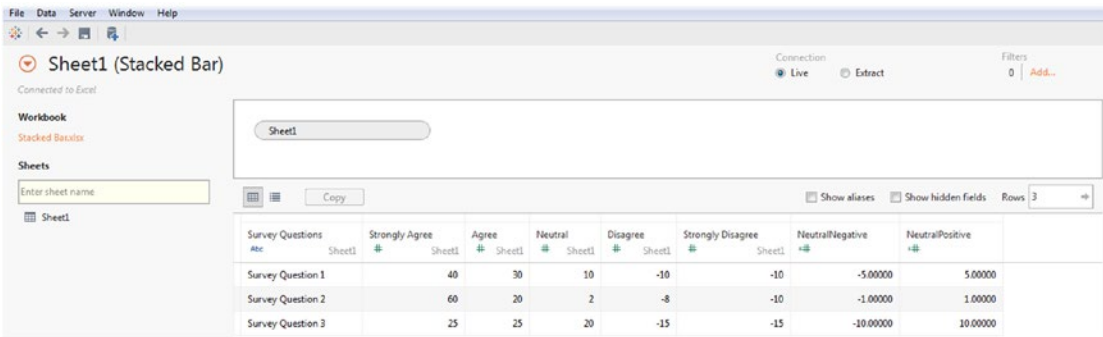 File Data Server Window Help
Sheet1 (Stacked Bar)
Connected to Excel
Connection
Live Extract
Filters
0 Add...
Workbook
Stacked Bar.xlsx
Sheets
Enter sheet name
Sheet1
Sheet1
Copy
Show aliases Show hidden fields Rows 3
Survey Questions Strongly Agree Agree Neutral Disagree Strongly Disagree NeutralNegative NeutralPositive
Abc Sheet1 # Sheet1 # Sheet1 # Sheet1 # Sheet1 # Sheet1 =# =#
Survey Question 1 40 30 10 -10 -10 -5.00000 5.00000
Survey Question 2 60 20 2 -8 -10 -1.00000 1.00000
Survey Question 3 25 25 20 -15 -15 -10.00000 10.00000